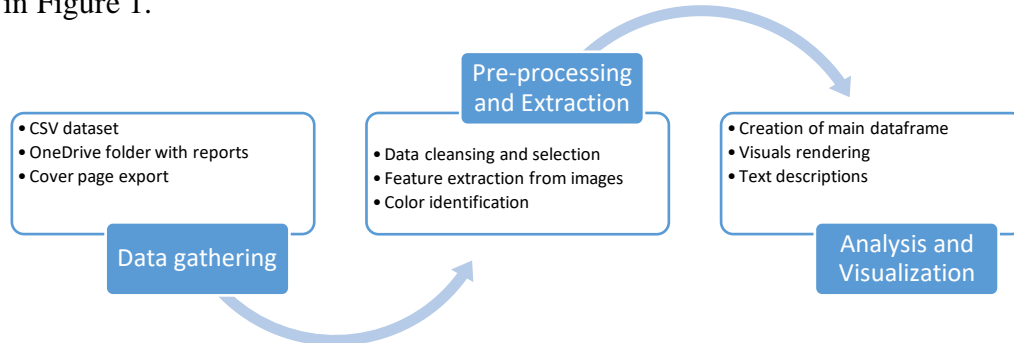 in Figure 1.
Pre-processing
and Extraction
• CSV dataset
• OneDrive folder with reports
• Cover page export
Data gathering
• Data cleansing and selection
• Feature extraction from images
• Color identification
• Creation of main dataframe
• Visuals rendering
• Text descriptions
Analysis and
Visualization